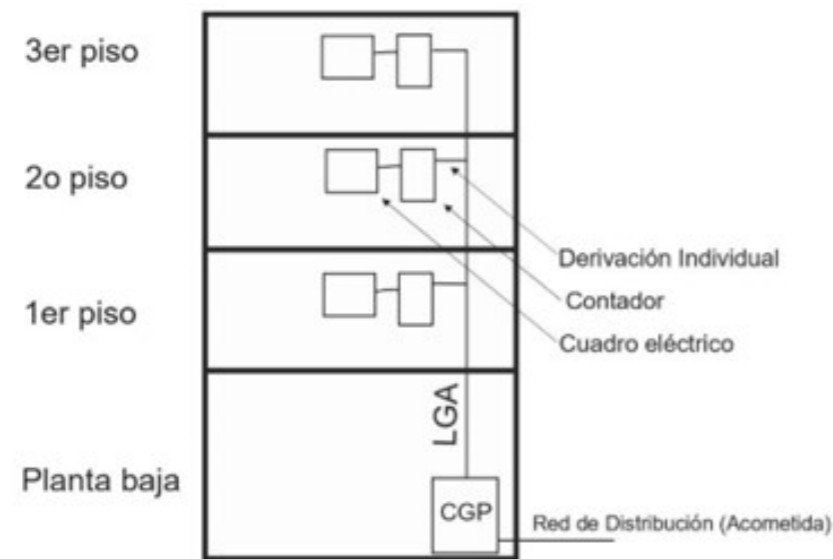 3er piso
2o piso
Derivación Individual
Contador
1er piso
Cuadro eléctrico
LGA
Planta baja
CGP
Red de Distribución (Acometida)